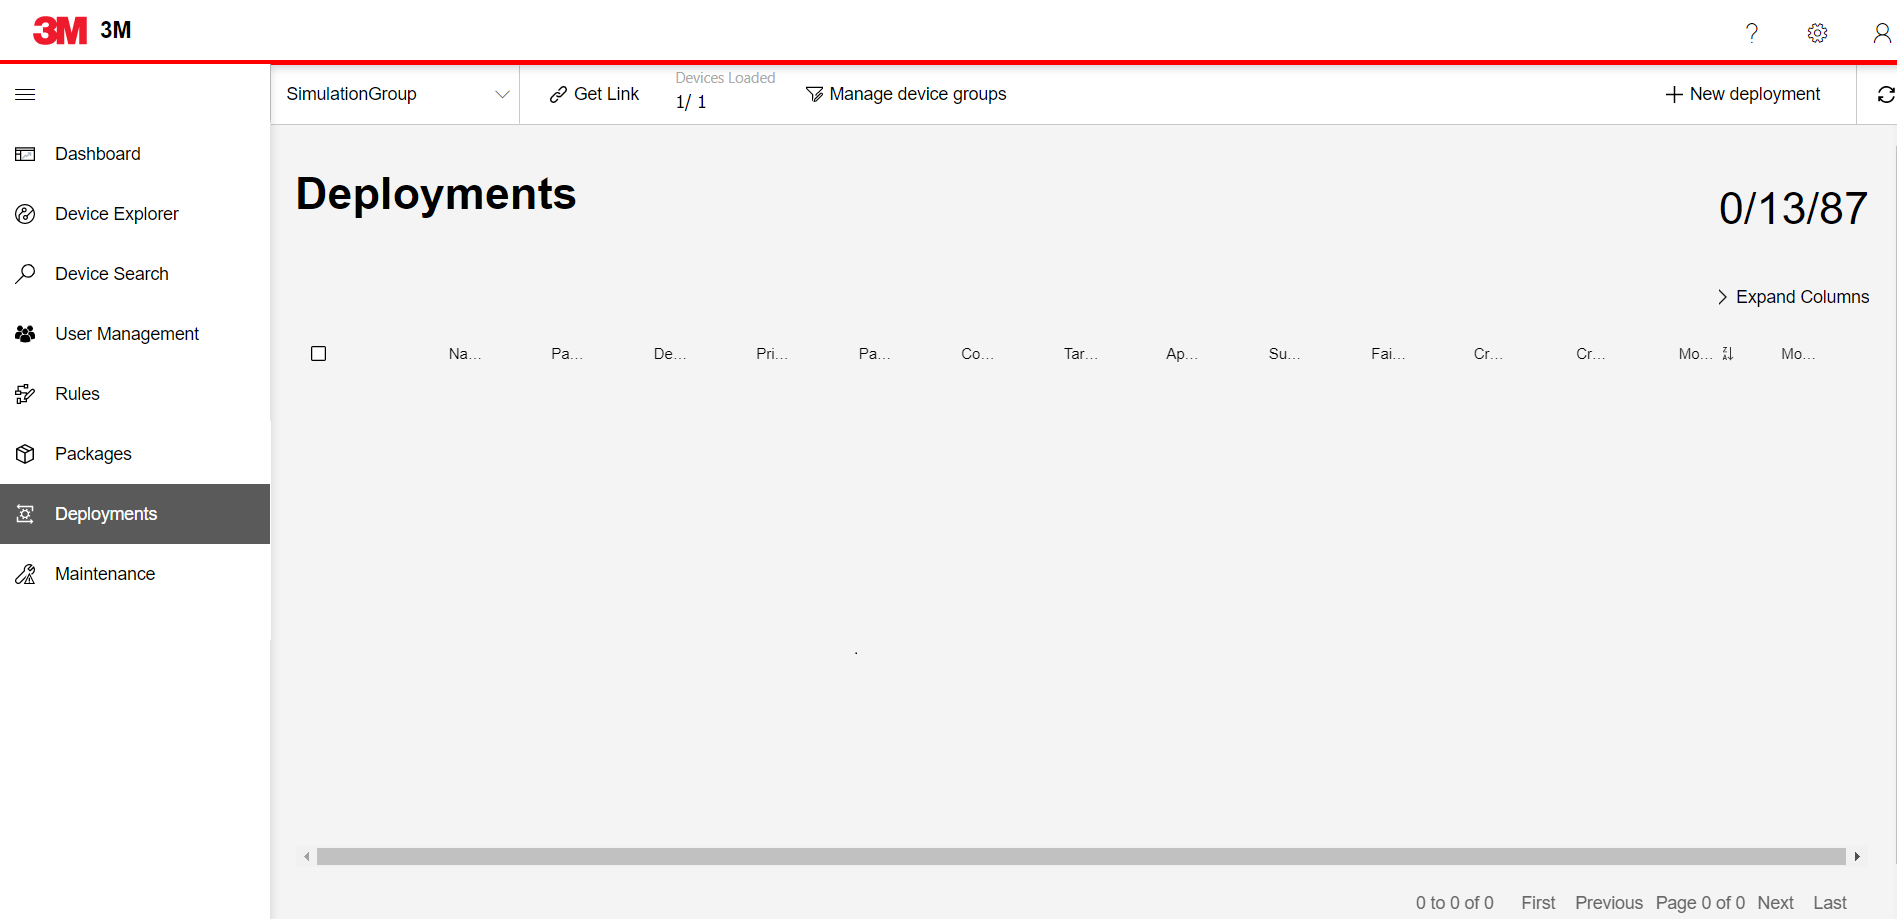 3M 3M
SimulationGroup
Get Link
Devices Loaded
1/ 1
Manage device groups
New deployment
Dashboard
Device Explorer
Device Search
User Management
Rules
Packages
Deployments
Maintenance
Deployments
0/13/87
Expand Columns
Na... Pa... De... Pri... Pa... Co... Tar... Ap... Su... Fai... Cr... Cr... Mo... Mo...
0 to 0 of 0 First Previous Page 0 of 0 Next Last